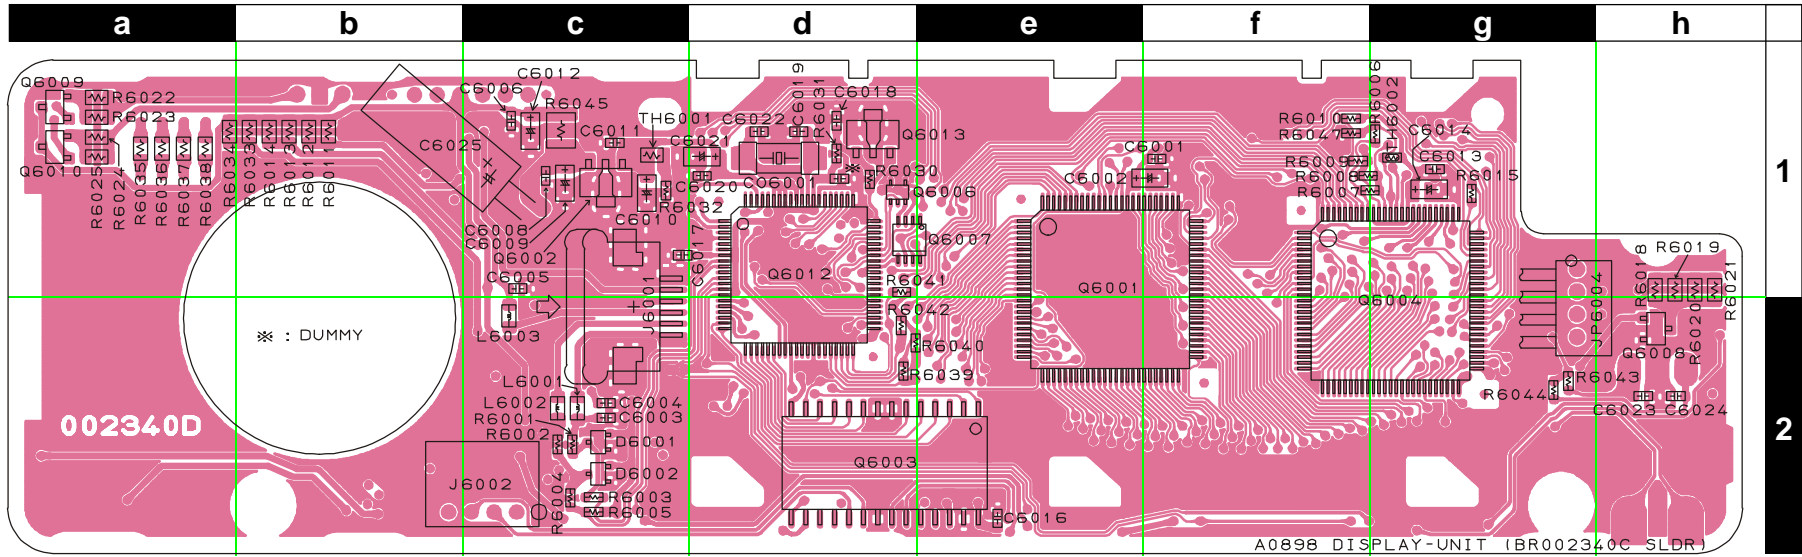 a b c d e f g h
1
2
Q6009
R6022
R6023
Q6010
R6025
R6024
R6035
R6036
R6037
R6038
R6034
R6033
R6014
R6013
R6012
R6011
C6025
C6006
C6012
R6045
C6011
TH6001
C6021
C6022
C6019
R6031
C6018
Q6013
R6030
Q6006
Q6007
C6020
CO6001
R6032
C6010
C6008
C6009
Q6002
C6005
C6017
Q6012
R6041
R6042
R6040
R6039
J6001
L6003
※ : DUMMY
L6001
L6002
R6001
R6002
C6004
C6003
D6001
D6002
R6004
R6003
R6005
J6002
002340D
Q6003
C6016
Q6001
C6001
C6002
R6010
R6047
R6006
TH6002
C6014
C6013
R6015
R6009
R6008
R6007
Q6004
JP6004
R6018
R6019
R6021
R6020
Q6008
R6043
R6044
C6023
C6024
A0898 DISPLAY-UNIT (BR002340C SLDR)